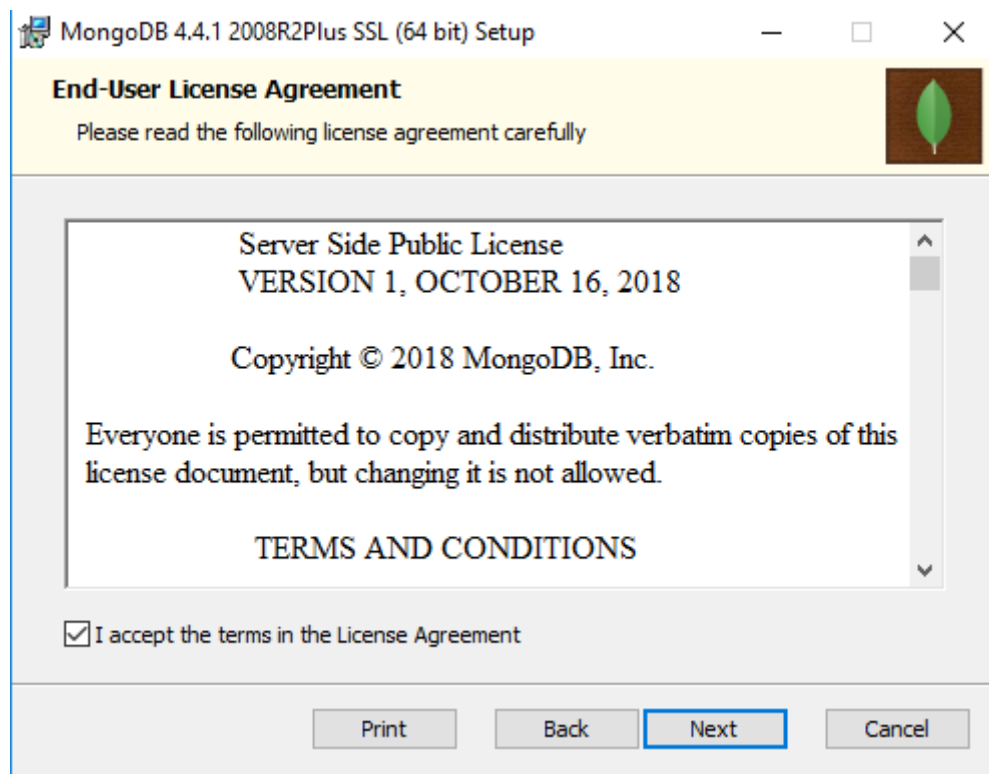 MongoDB 4.4.1 2008R2Plus SSL (64 bit) Setup
End-User License Agreement
Please read the following license agreement carefully
Server Side Public License
VERSION 1, OCTOBER 16, 2018
Copyright © 2018 MongoDB, Inc.
Everyone is permitted to copy and distribute verbatim copies of this
license document, but changing it is not allowed.
TERMS AND CONDITIONS
I accept the terms in the License Agreement
Print Back Next Cancel